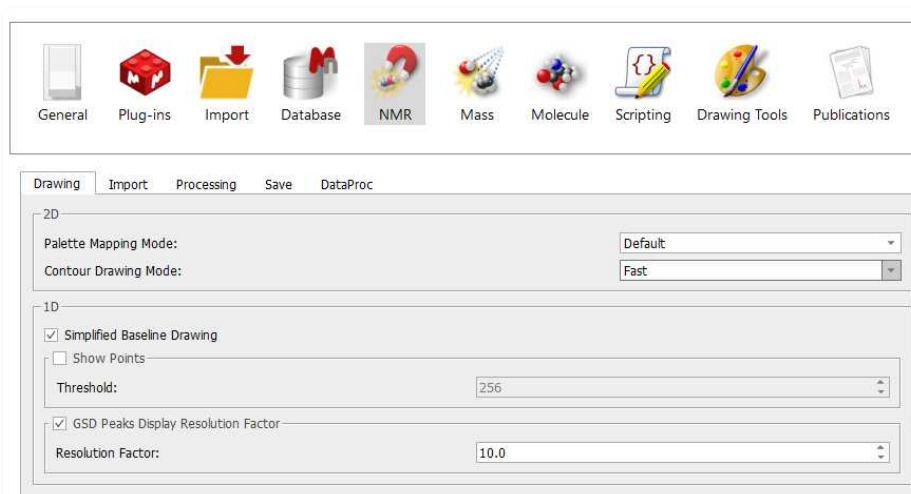 General Plug-ins Import Database NMR Mass Molecule Scripting Drawing Tools Publications
Drawing Import Processing Save DataProc
2D
Palette Mapping Mode: Default
Contour Drawing Mode: Fast
1D
Simplified Baseline Drawing
Show Points
Threshold: 256
GSD Peaks Display Resolution Factor
Resolution Factor: 10.0